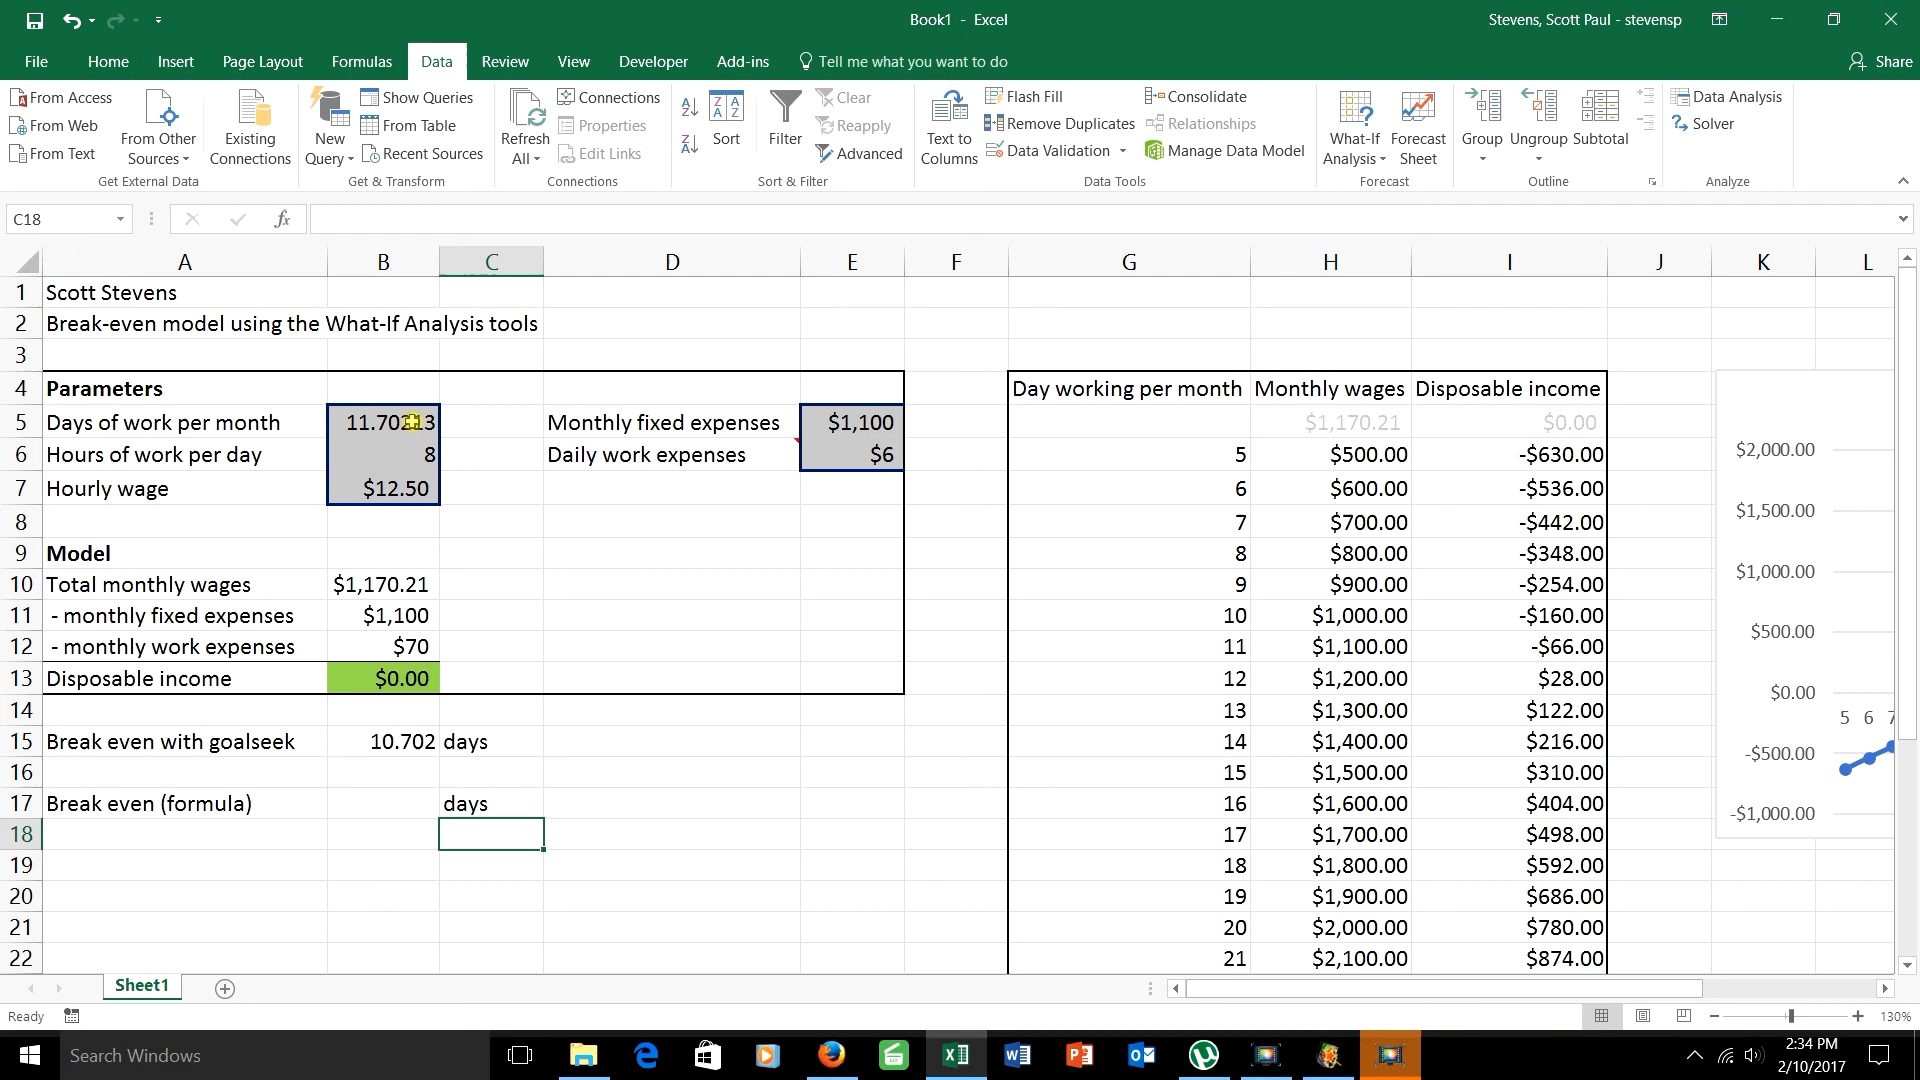 Book1 - Excel
Stevens, Scott Paul - stevensp
File Home Insert Page Layout Formulas Data Review View Developer Add-ins Tell me what you want to do Share
From Access
From Web
From Text
From Other Sources
Existing Connections
Get External Data
New Query
Show Queries
From Table
Recent Sources
Get & Transform
Refresh All
Connections
Properties
Edit Links
Connections
Sort
Filter
Clear
Reapply
Advanced
Sort & Filter
Text to Columns
Flash Fill
Remove Duplicates
Data Validation
Consolidate
Relationships
Manage Data Model
Data Tools
What-If Analysis
Forecast Sheet
Forecast
Group
Ungroup
Subtotal
Outline
Data Analysis
Solver
Analyze
C18 fx
A B C D E F G H I J K L
1 Scott Stevens
2 Break-even model using the What-If Analysis tools
3
4 Parameters Day working per month Monthly wages Disposable income
5 Days of work per month Monthly fixed expenses $1,100 $1,170.21 $0.00
6 Hours of work per day 8 Daily work expenses $6 5 $500.00 -$630.00
7 Hourly wage $12.50 6 $600.00 -$536.00
8 7 $700.00 -$442.00
9 Model 8 $800.00 -$348.00
10 Total monthly wages $1,170.21 9 $900.00 -$254.00
11 - monthly fixed expenses $1,100 10 $1,000.00 -$160.00
12 - monthly work expenses $70 11 $1,100.00 -$66.00
13 Disposable income $0.00 12 $1,200.00 $28.00
14 13 $1,300.00 $122.00
15 Break even with goalseek 10.702 days 14 $1,400.00 $216.00
16 15 $1,500.00 $310.00
17 Break even (formula) days 16 $1,600.00 $404.00
18 17 $1,700.00 $498.00
19 18 $1,800.00 $592.00
20 19 $1,900.00 $686.00
21 20 $2,000.00 $780.00
22 21 $2,100.00 $874.00
$2,000.00
$1,500.00
$1,000.00
$500.00
$0.00
5 6 7
-$500.00
-$1,000.00
Sheet1
Ready
130%
Search Windows
2:34 PM
2/10/2017